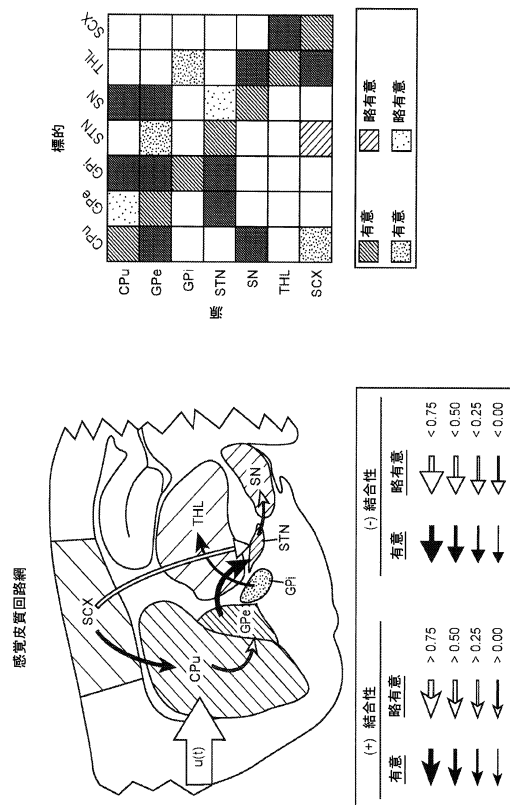 感覚皮質回路網
SCX
THL
CPu
GPe
GPi
STN
SN
u(t)
(+) 結合性
有意 略有意
> 0.75
> 0.50
> 0.25
> 0.00
(-) 結合性
有意 略有意
< 0.75
< 0.50
< 0.25
< 0.00
標的
CPu GPe GPi STN SN THL SCX
源
CPu
GPe
GPi
STN
SN
THL
SCX
有意 略有意
有意 略有意